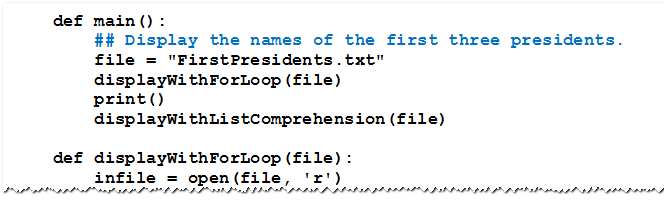 def main():
    ## Display the names of the first three presidents.
    file = "FirstPresidents.txt"
    displayWithForLoop(file)
    print()
    displayWithListComprehension(file)

def displayWithForLoop(file):
    infile = open(file, 'r')